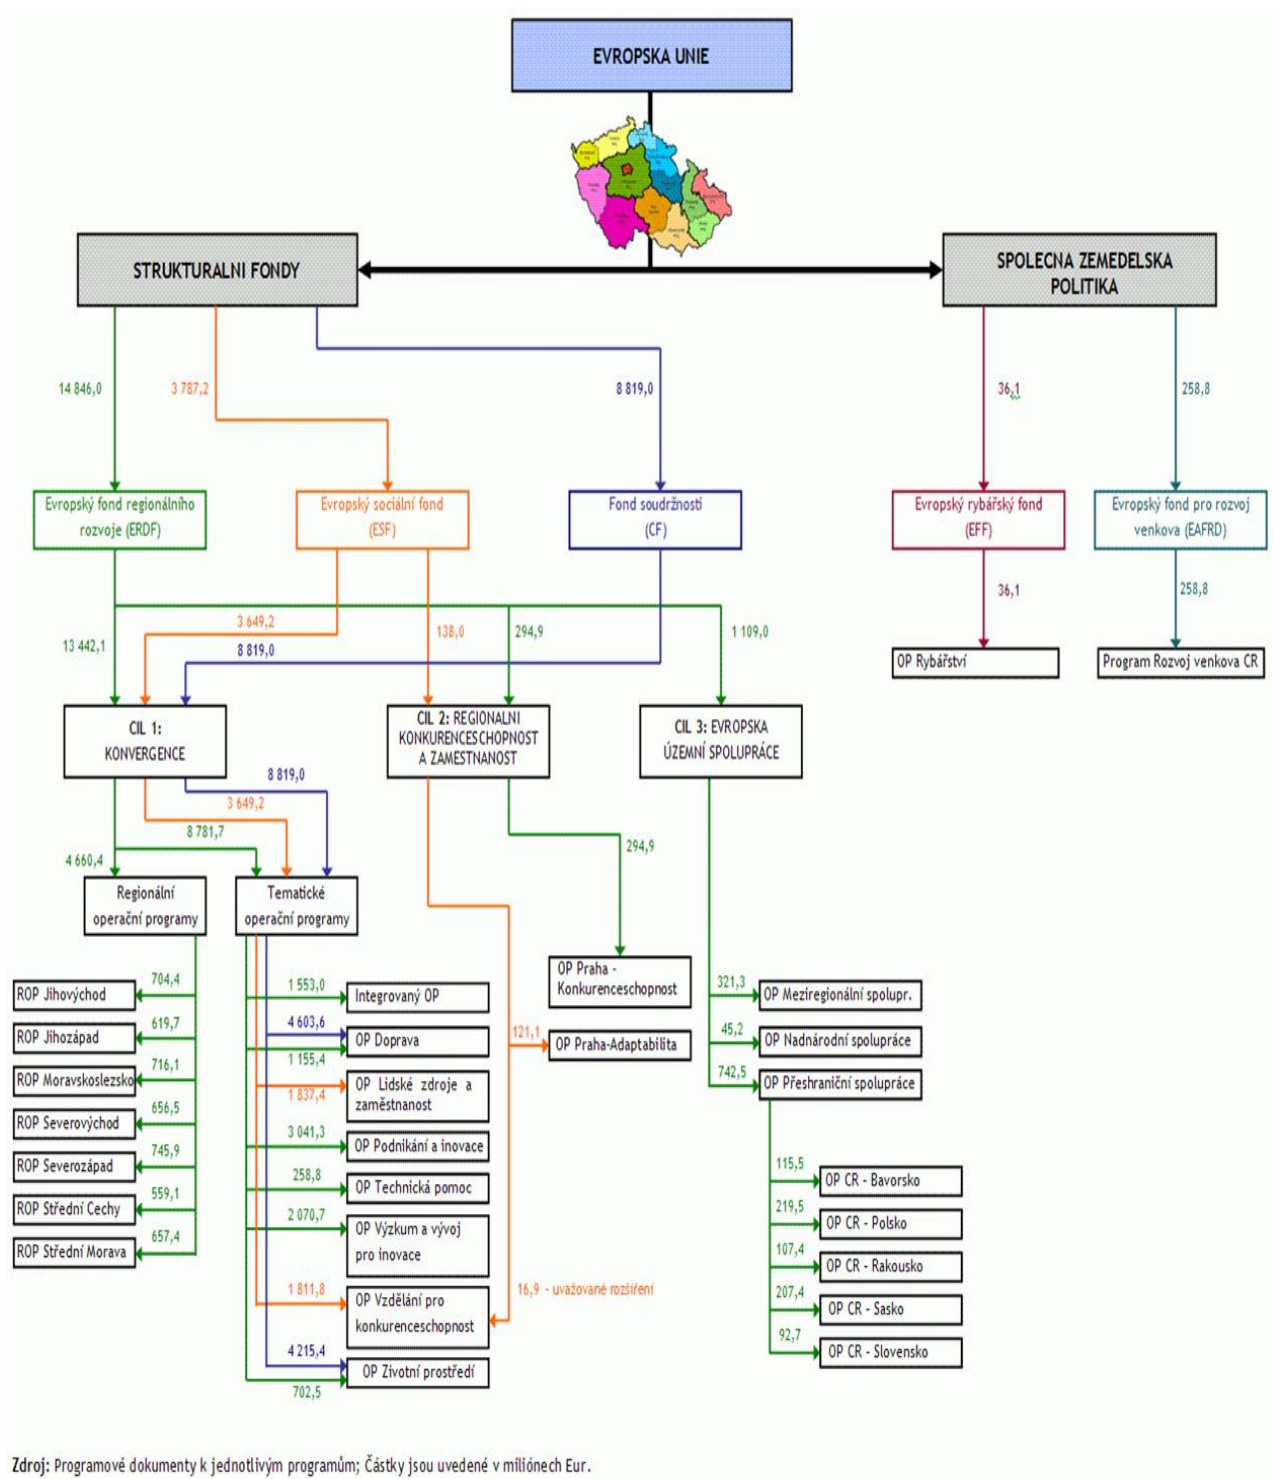 EVROPSKA UNIE
STRUKTURALNI FONDY
SPOLECNA ZEMEDELSKA
POLITIKA
14 846,0
3 787,2
8 819,0
36,1
258,8
Evropský fond regionálního
rozvoje (ERDF)
Evropský sociální fond
(ESF)
Fond soudržnosti
(CF)
Evropský rybářský fond
(EFF)
Evropský fond pro rozvoj
venkova (EAFRD)
13 442,1
3 649,2
8 819,0
138,0
294,9
1 109,0
36,1
258,8
OP Rybářství
Program Rozvoj venkova CR
CIL 1:
KONVERGENCE
CIL 2: REGIONALNI
KONKURENCESCHOPNOST
A ZAMESTNANOST
CIL 3: EVROPSKA
ÚZEMNÍ SPOLUPRÁCE
8 819,0
3 649,2
8 781,7
4 660,4
294,9
Regionální
operační programy
Tematické
operační programy
704,4
ROP Jihovýchod
619,7
ROP Jihozápad
716,1
ROP Moravskoslezsko
656,5
ROP Severovýchod
745,9
ROP Severozápad
559,1
ROP Střední Cechy
657,4
ROP Střední Morava
1 553,0
Integrovaný OP
4 603,6
OP Doprava
1 155,4
1 837,4
OP Lidské zdroje a
zaměstnanost
3 041,3
OP Podnikání a inovace
258,8
OP Technická pomoc
2 070,7
OP Výzkum a vývoj
pro inovace
1 811,8
OP Vzdělání pro
konkurenceschopnost
4 215,4
OP Zivotní prostředí
702,5
OP Praha -
Konkurenceschopnost
121,1
OP Praha-Adaptabilita
16,9 - uvažované rozšíření
321,3
OP Meziregionální spolupr.
45,2
OP Nadnárodní spolupráce
742,5
OP Přeshraniční spolupráce
115,5
OP CR - Bavorsko
219,5
OP CR - Polsko
107,4
OP CR - Rakousko
207,4
OP CR - Sasko
92,7
OP CR - Slovensko
Zdroj: Programové dokumenty k jednotlivým programům; Částky jsou uvedené v miliónech Eur.